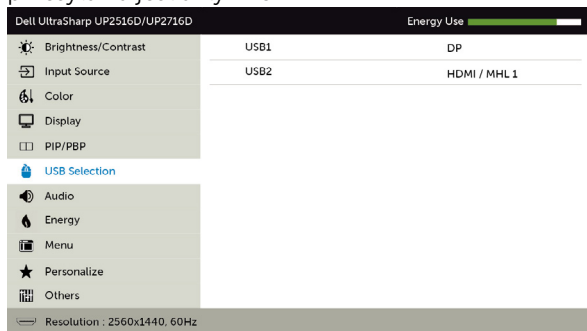 Dell UltraSharp UP2516D/UP2716D Energy Use
Brightness/Contrast USB1 DP
Input Source USB2 HDMI / MHL 1
Color
Display
PIP/PBP
USB Selection
Audio
Energy
Menu
Personalize
Others
Resolution : 2560x1440, 60Hz